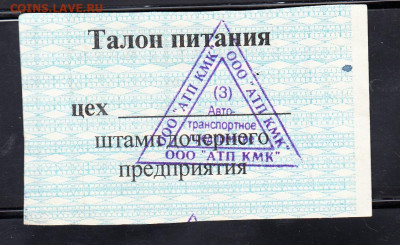 COINS.LAVE.RU
Талон питания
цех
штамп дочернего
предприятия
ООО "АТП КМК"
ООО "АТП КМК"
(3)
Авто-
транспортное
ООО "АТП КМК"